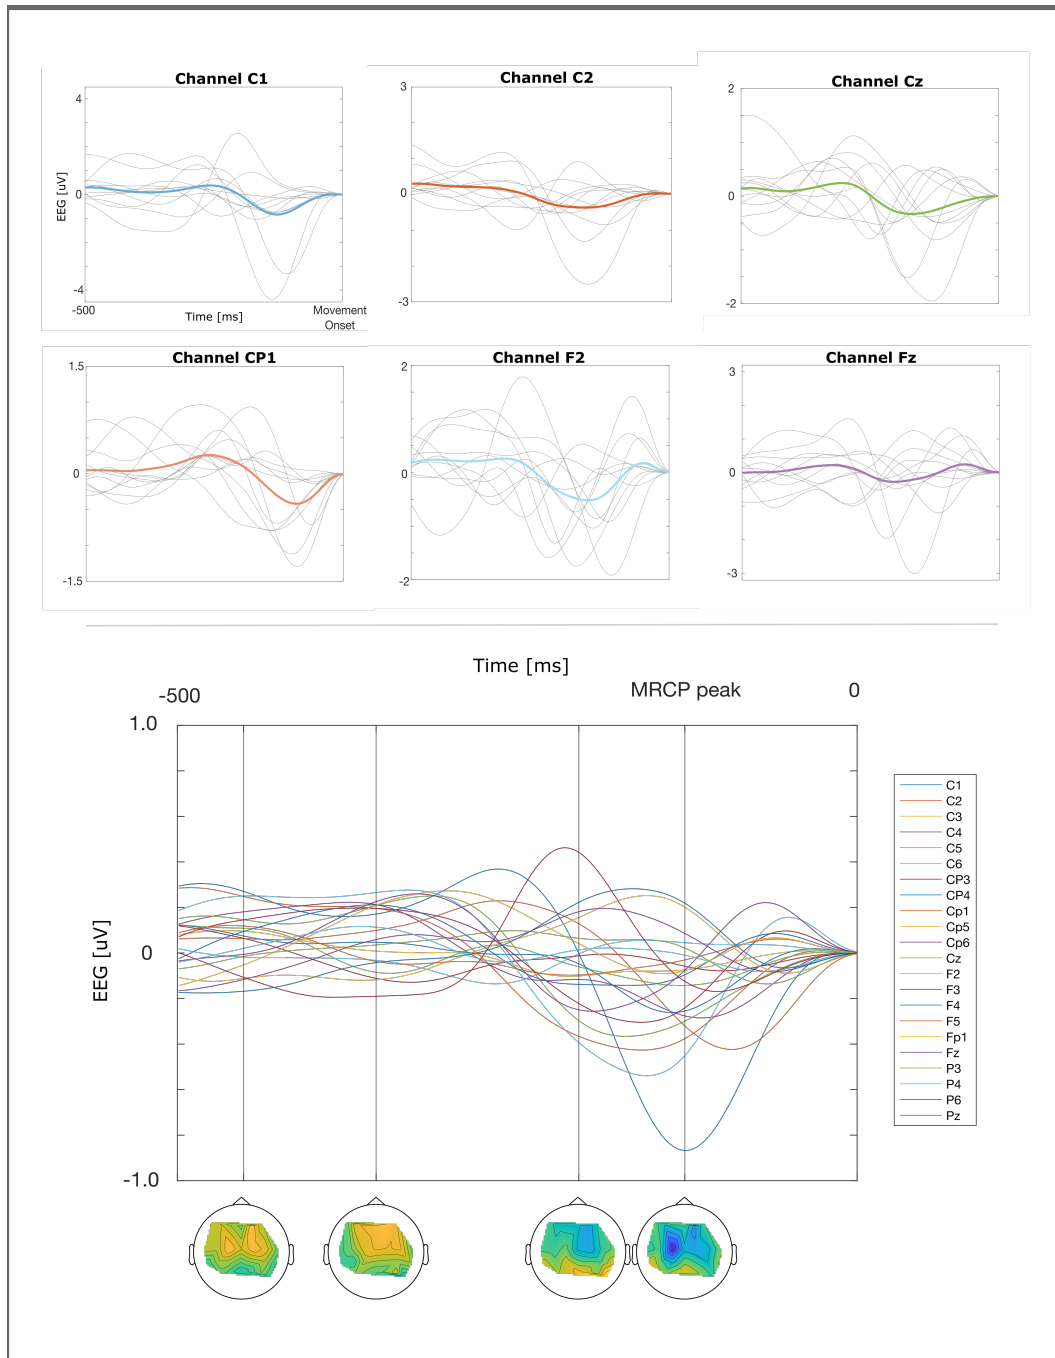 Channel C1
Channel C2
Channel Cz
4
0
-4
EEG [uV]
-500
Time [ms]
Movement
Onset
3
0
-3
2
0
-2
Channel CP1
Channel F2
Channel Fz
1.5
0
-1.5
2
0
-2
3
0
-3
Time [ms]
-500
MRCP peak
0
1.0
0
-1.0
EEG [uV]
C1
C2
C3
C4
C5
C6
CP3
CP4
Cp1
Cp5
Cp6
Cz
F2
F3
F4
F5
Fp1
Fz
P3
P4
P6
Pz